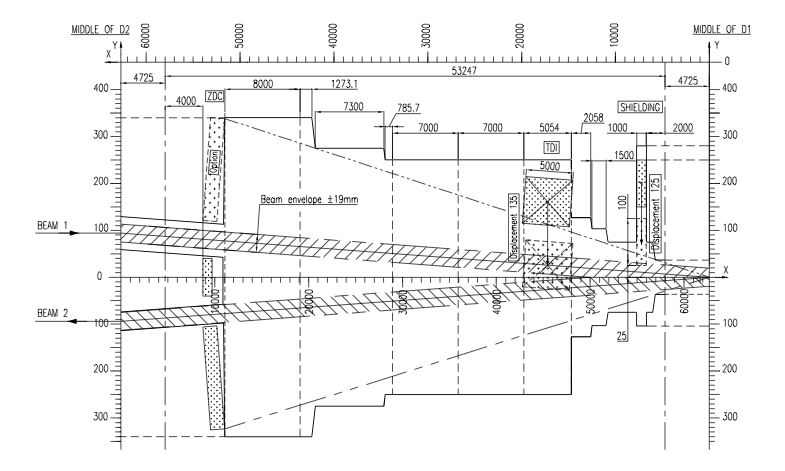 MIDDLE OF D2
MIDDLE OF D1
X
Y
60000
50000
40000
30000
20000
10000
0
Y
X
4725
53247
4725
4000
ZDC
8000
1273.1
7300
785.7
7000
7000
5054
2058
1000
SHIELDING
2000
1500
TDI
5000
400
300
200
100
0
100
200
300
400
300
200
100
100
200
300
Option
Beam envelope ±19mm
Displacement 135
100
Displacement 125
BEAM 1
BEAM 2
X
10000
20000
30000
40000
50000
60000
25